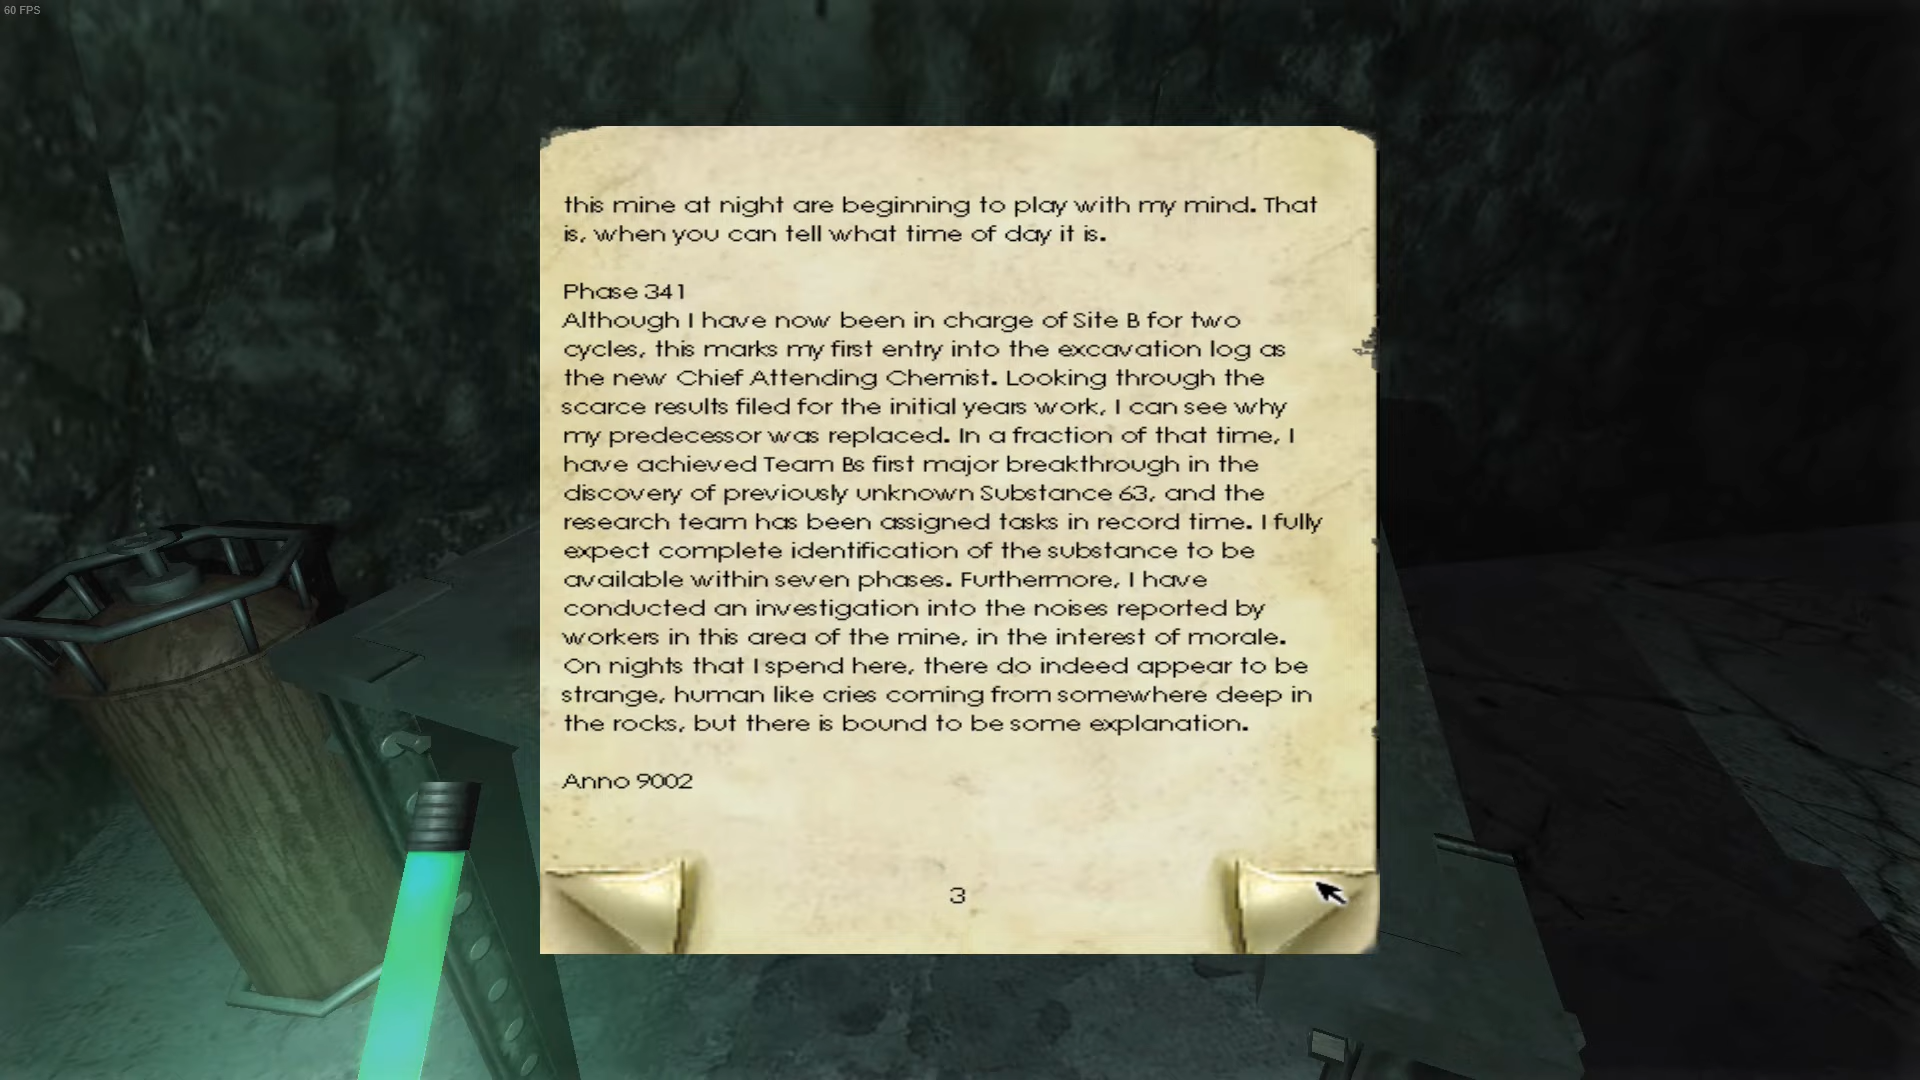 60 FPS
this mine at night are beginning to play with my mind. That
is, when you can tell what time of day it is.
Phase 341
Although I have now been in charge of Site B for two
cycles, this marks my first entry into the excavation log as
the new Chief Attending Chemist. Looking through the
scarce results filed for the initial years work, I can see why
my predecessor was replaced. In a fraction of that time, I
have achieved Team Bs first major breakthrough in the
discovery of previously unknown Substance 63, and the
research team has been assigned tasks in record time. I fully
expect complete identification of the substance to be
available within seven phases. Furthermore, I have
conducted an investigation into the noises reported by
workers in this area of the mine, in the interest of morale.
On nights that I spend here, there do indeed appear to be
strange, human like cries coming from somewhere deep in
the rocks, but there is bound to be some explanation.
Anno 9002
3